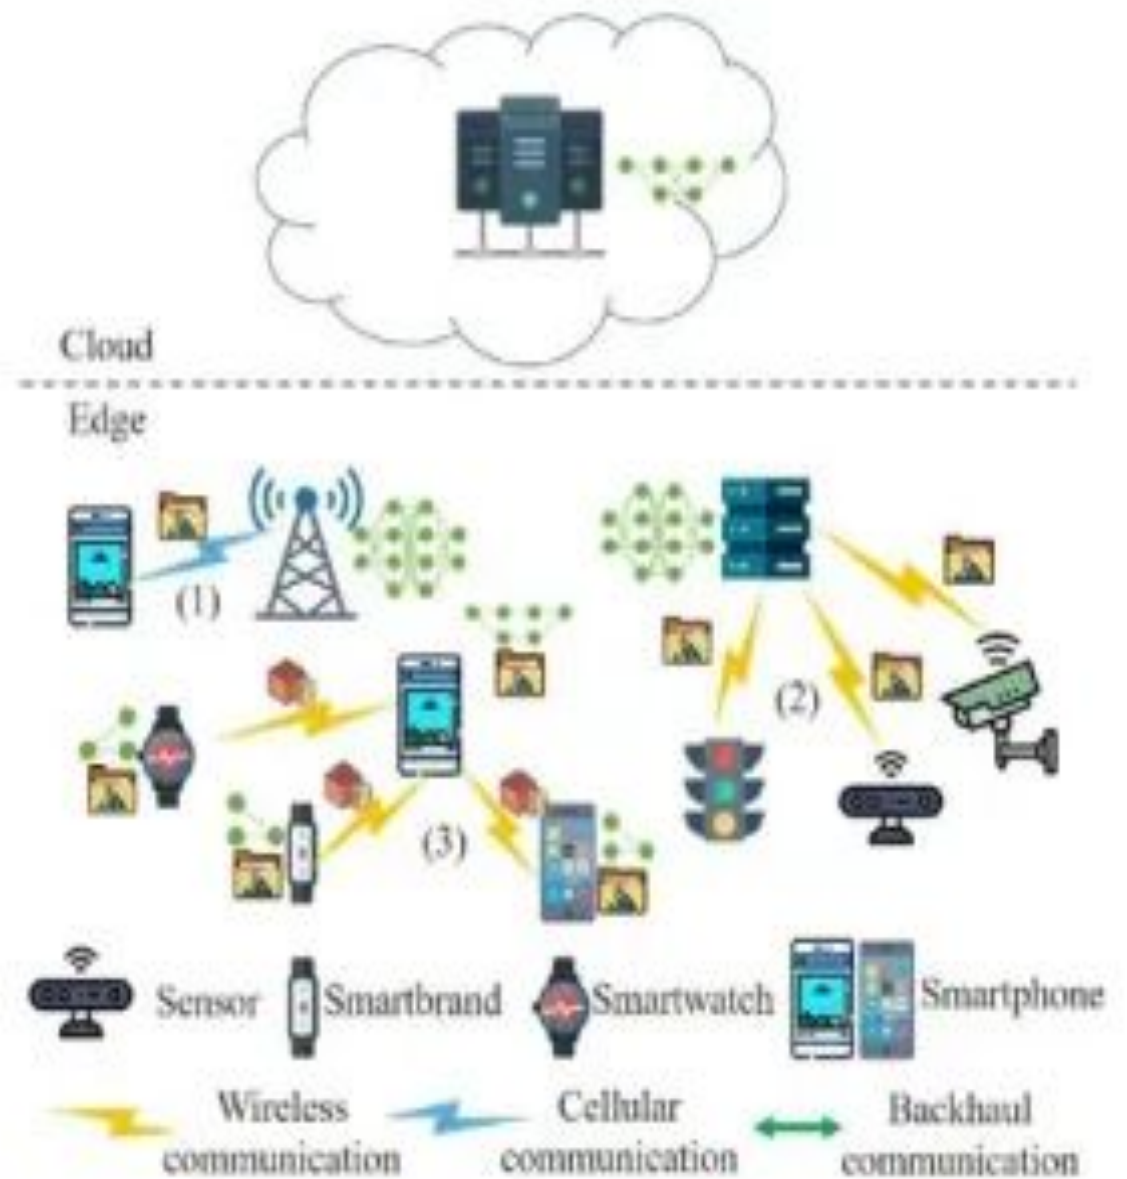 Cloud
Edge
(1)
(2)
(3)
Sensor
Smartbrand
Smartwatch
Smartphone
Wireless communication
Cellular communication
Backhaul communication